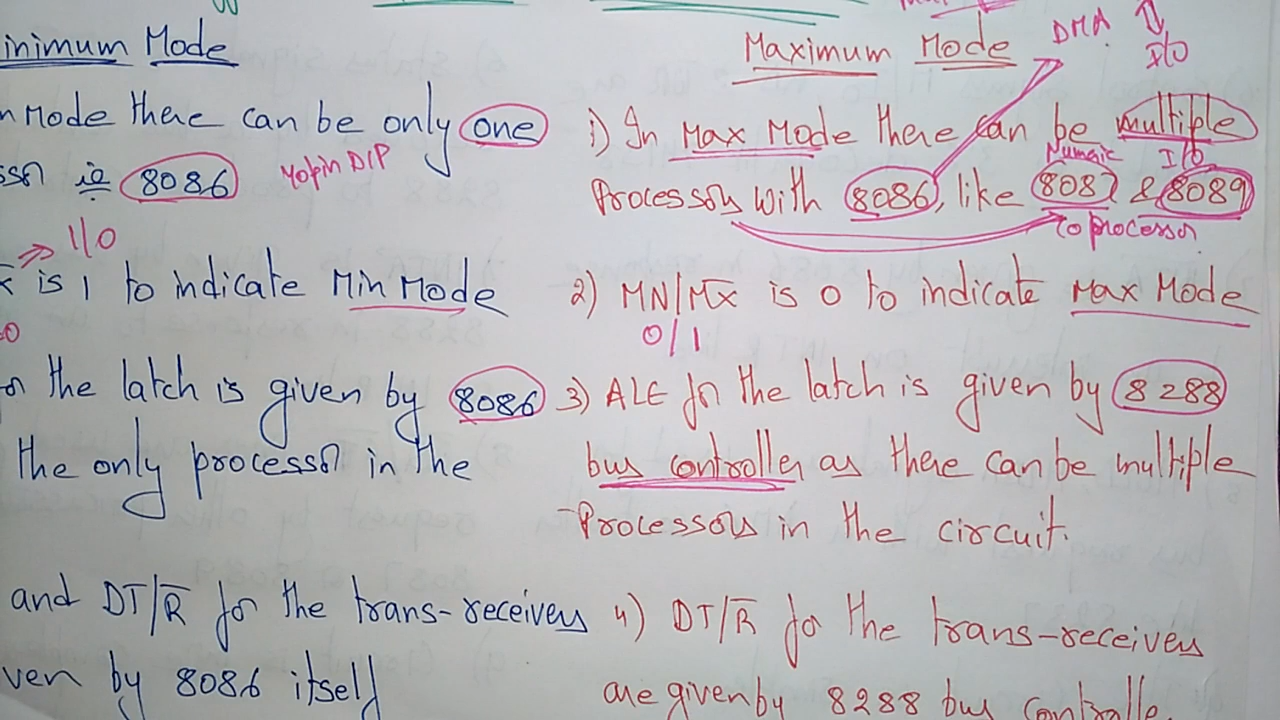 inimum Mode
n Mode there can be only one
ssor ie 8086
40pin DIP
I/O
is 1 to indicate Min Mode
the latch is given by 8086
the only processor in the
and DT/R̅ for the trans-receivers
ven by 8086 itself
Maximum Mode
DMA
I/O
1) In Max Mode there can be multiple
Numeric I/O
Processors with 8086, like 8087 & 8089
Co processor
2) MN/M̅X̅ is 0 to indicate Max Mode
0/1
3) ALE for the latch is given by 8288
bus controller as there can be multiple
Processors in the circuit.
4) DT/R̅ for the trans-receivers
are given by 8288 bus controlle